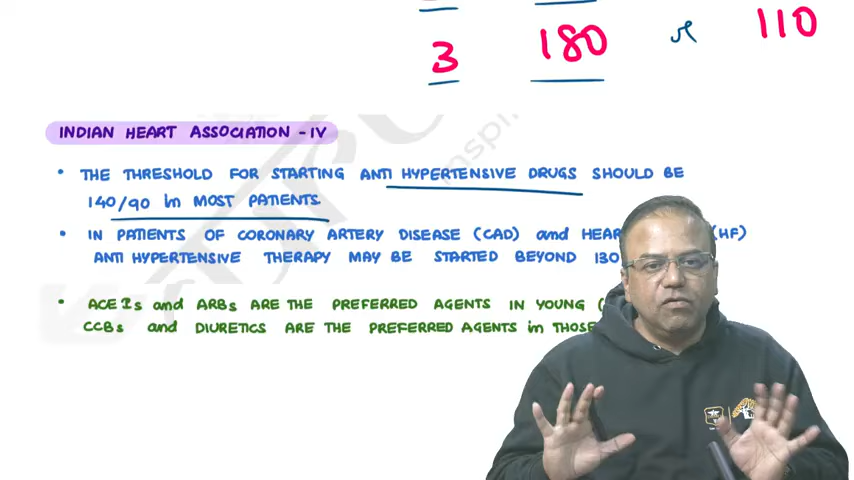 3 180 110
INDIAN HEART ASSOCIATION - IV
• THE THRESHOLD FOR STARTING ANTI HYPERTENSIVE DRUGS SHOULD BE
140/90 in MOST PATIENTS
• IN PATIENTS OF CORONARY ARTERY DISEASE (CAD) and (HF)
ANTI HYPERTENSIVE THERAPY MAY BE STARTED BEYOND 130
• ACE Is and ARBs ARE THE PREFERRED AGENTS IN YOUNG
CCBs and DIURETICS ARE THE PREFERRED AGENTS in THOSE